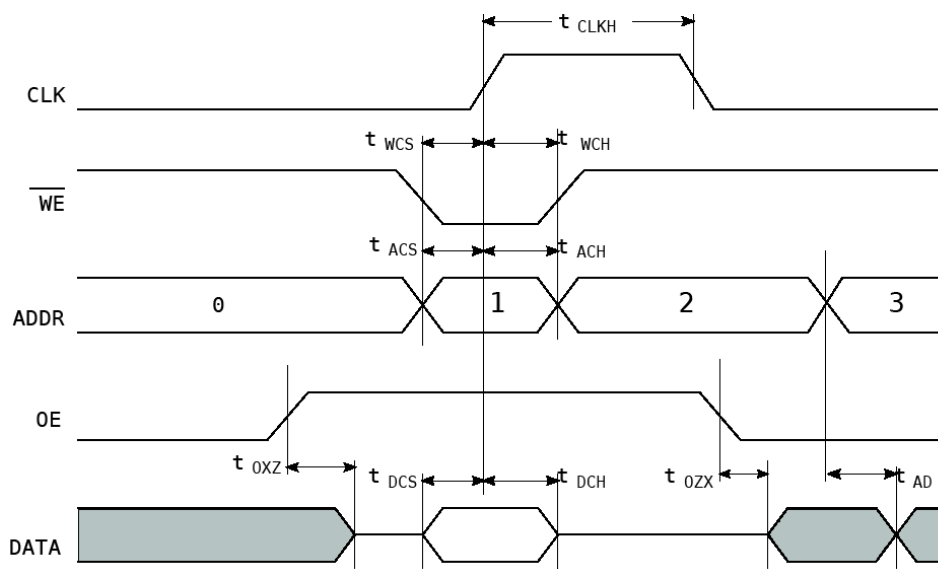 t CLKH
CLK
t WCS t WCH
WE
t ACS t ACH
ADDR 0 1 2 3
OE
t OXZ t DCS t DCH t OZX t AD
DATA